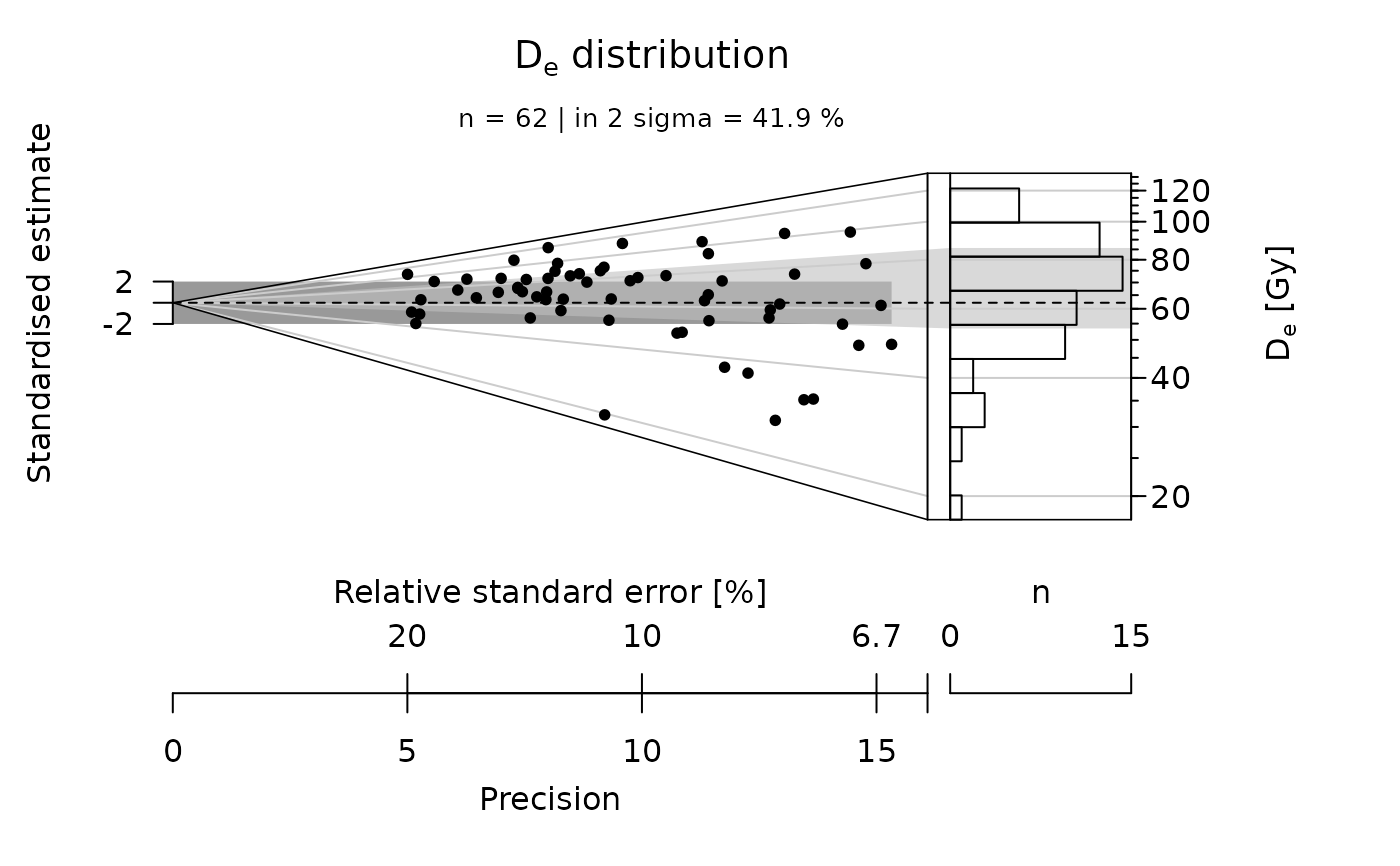 De distribution
n = 62 | in 2 sigma = 41.9 %
Standardised estimate
2
-2
120
100
80
60
40
20
De [Gy]
Relative standard error [%]
n
20 10 6.7 0 15
0 5 10 15
Precision